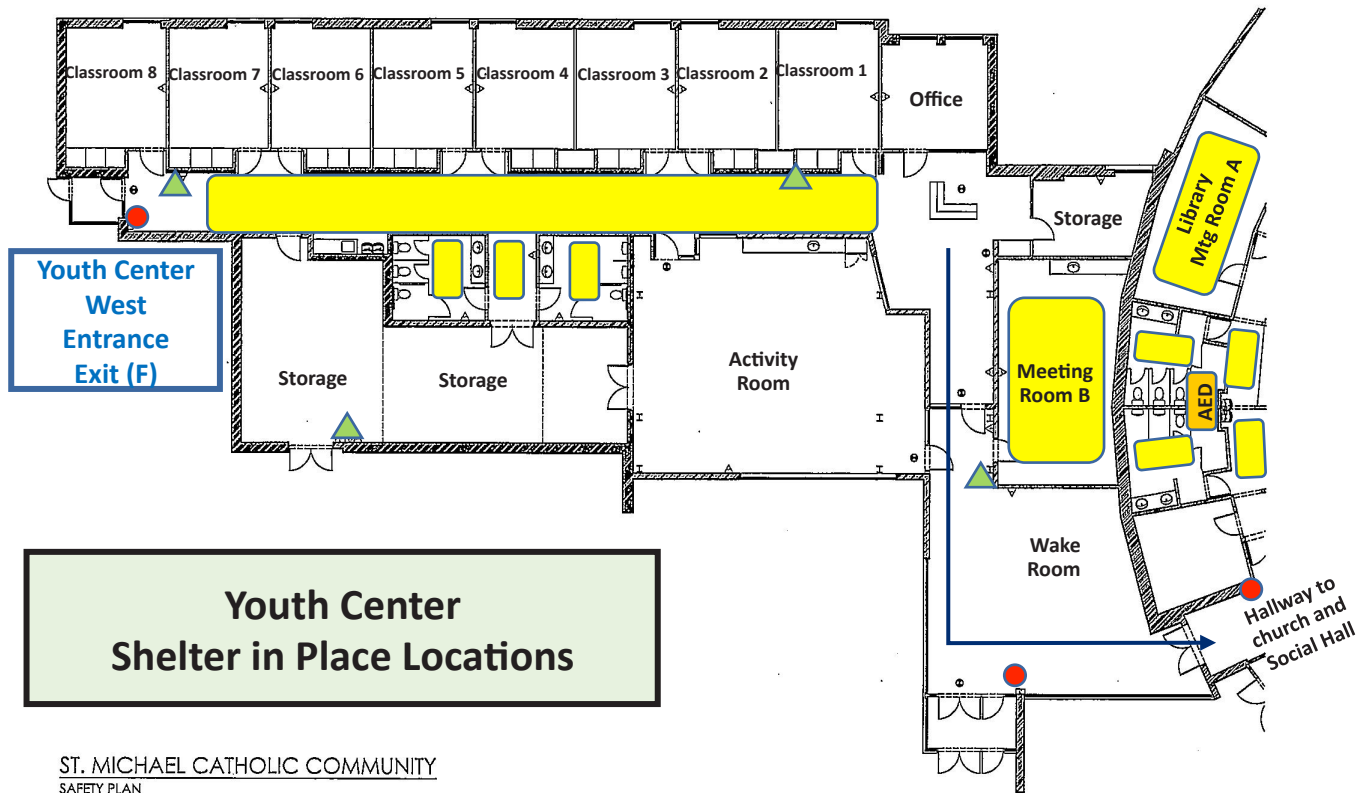 Classroom 8
Classroom 7
Classroom 6
Classroom 5
Classroom 4
Classroom 3
Classroom 2
Classroom 1
Office
Library
Mtg Room A
Storage
Youth Center
West
Entrance
Exit (F)
Storage
Storage
Activity
Room
Meeting
Room B
AED
Wake
Room
Hallway to
church and
Social Hall
Youth Center
Shelter in Place Locations
ST. MICHAEL CATHOLIC COMMUNITY
SAFETY PLAN